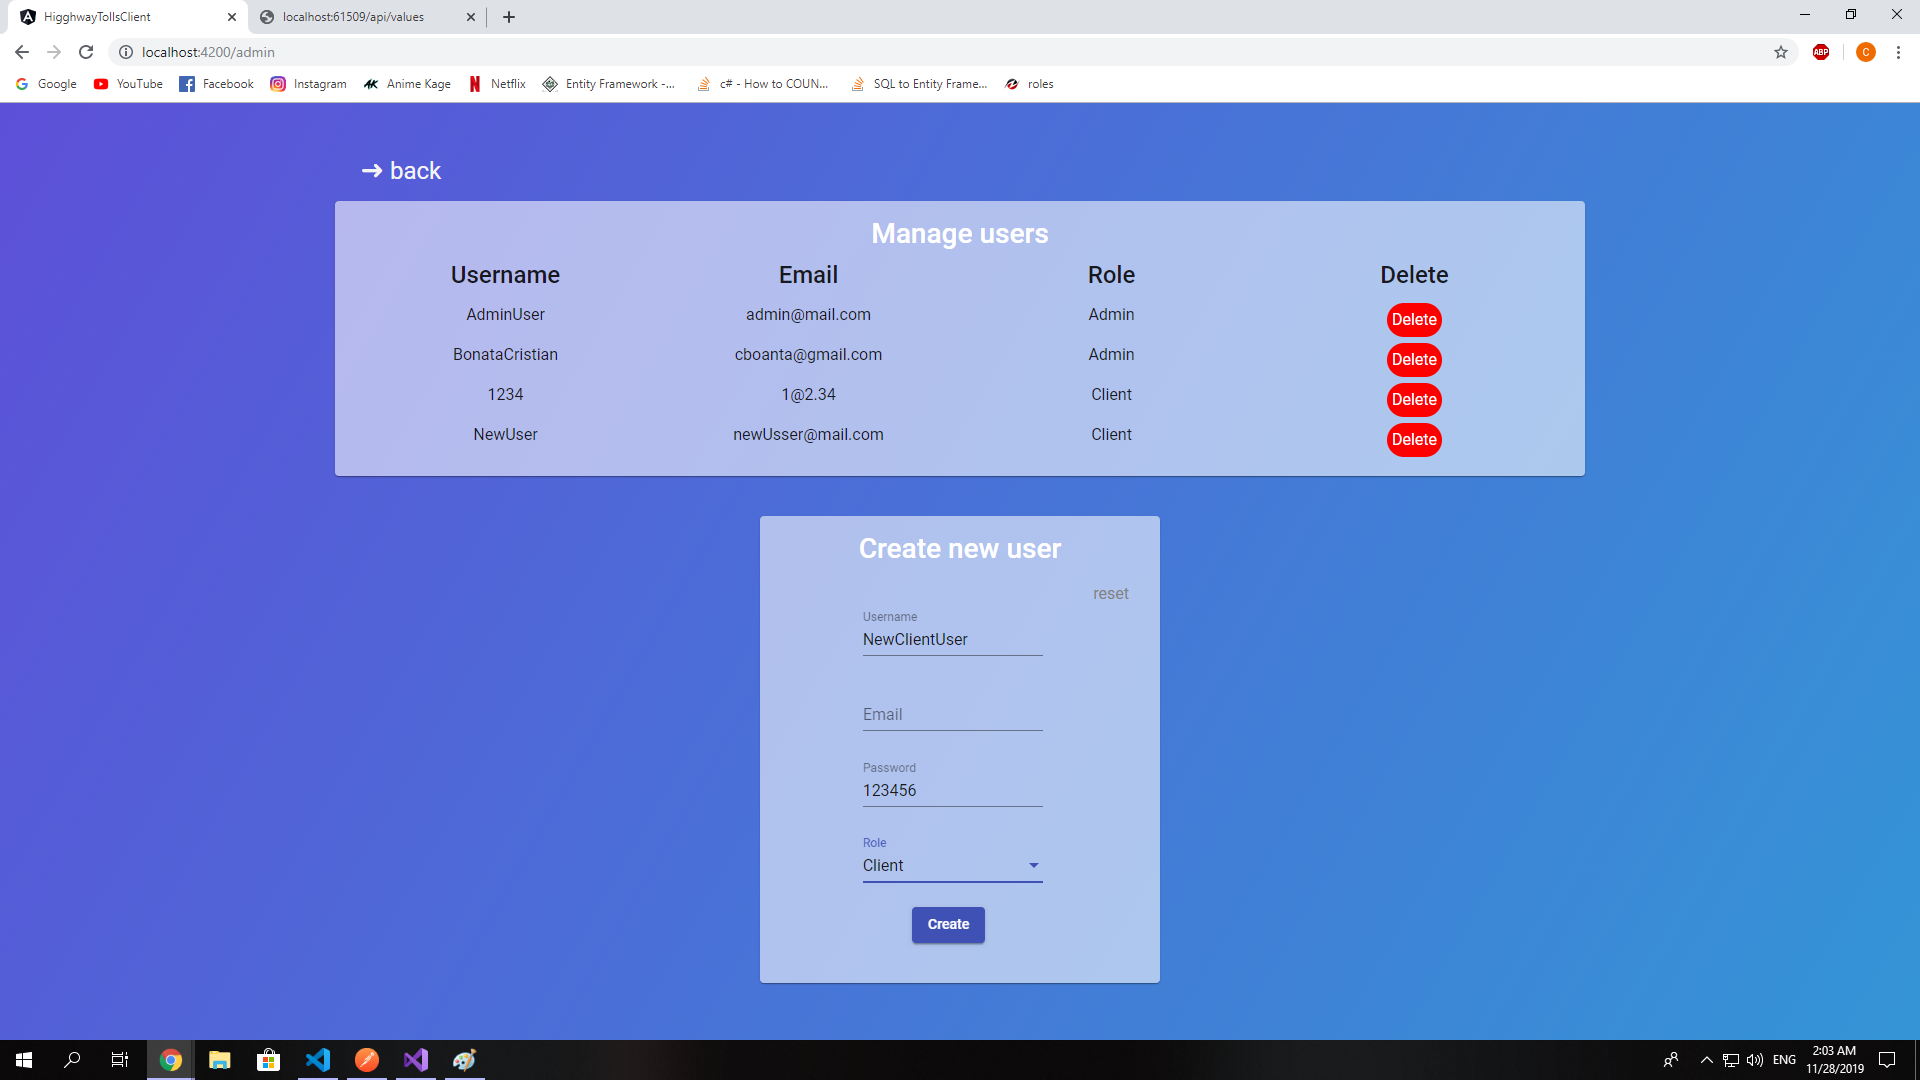 HigghwayTollsClient
localhost:61509/api/values
localhost:4200/admin
ABP
C
Google
YouTube
Facebook
Instagram
Anime Kage
Netflix
Entity Framework -...
c# - How to COUN...
SQL to Entity Frame...
roles
➜ back
Manage users
Username Email Role Delete
AdminUser admin@mail.com Admin Delete
BonataCristian cboanta@gmail.com Admin Delete
1234 1@2.34 Client Delete
NewUser newUsser@mail.com Client Delete
Create new user
reset
Username
NewClientUser
Email
Password
123456
Role
Client
Create
ENG
2:03 AM
11/28/2019